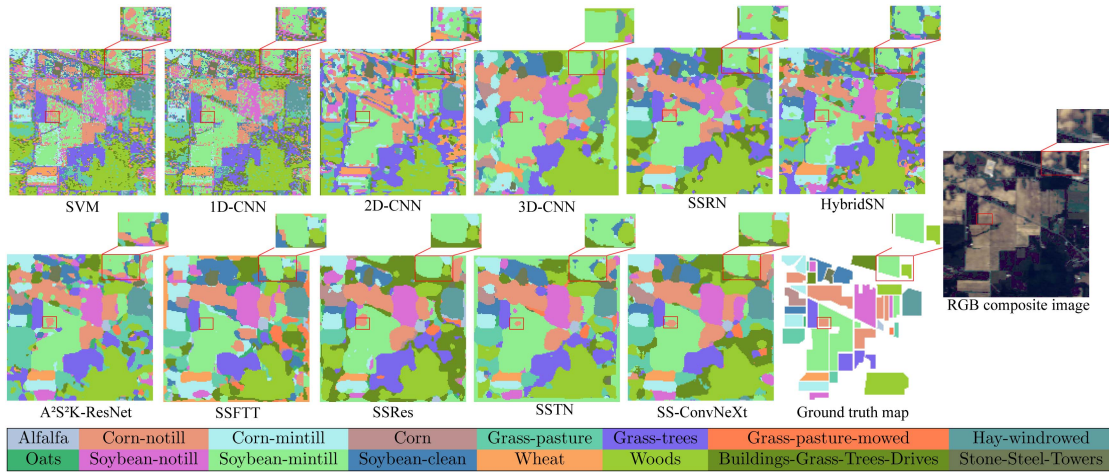 SVM 1D-CNN 2D-CNN 3D-CNN SSRN HybridSN
RGB composite image
A²S²K-ResNet SSFTT SSRes SSTN SS-ConvNeXt Ground truth map
Alfalfa Corn-notill Corn-mintill Corn Grass-pasture Grass-trees Grass-pasture-mowed Hay-windrowed
Oats Soybean-notill Soybean-mintill Soybean-clean Wheat Woods Buildings-Grass-Trees-Drives Stone-Steel-Towers